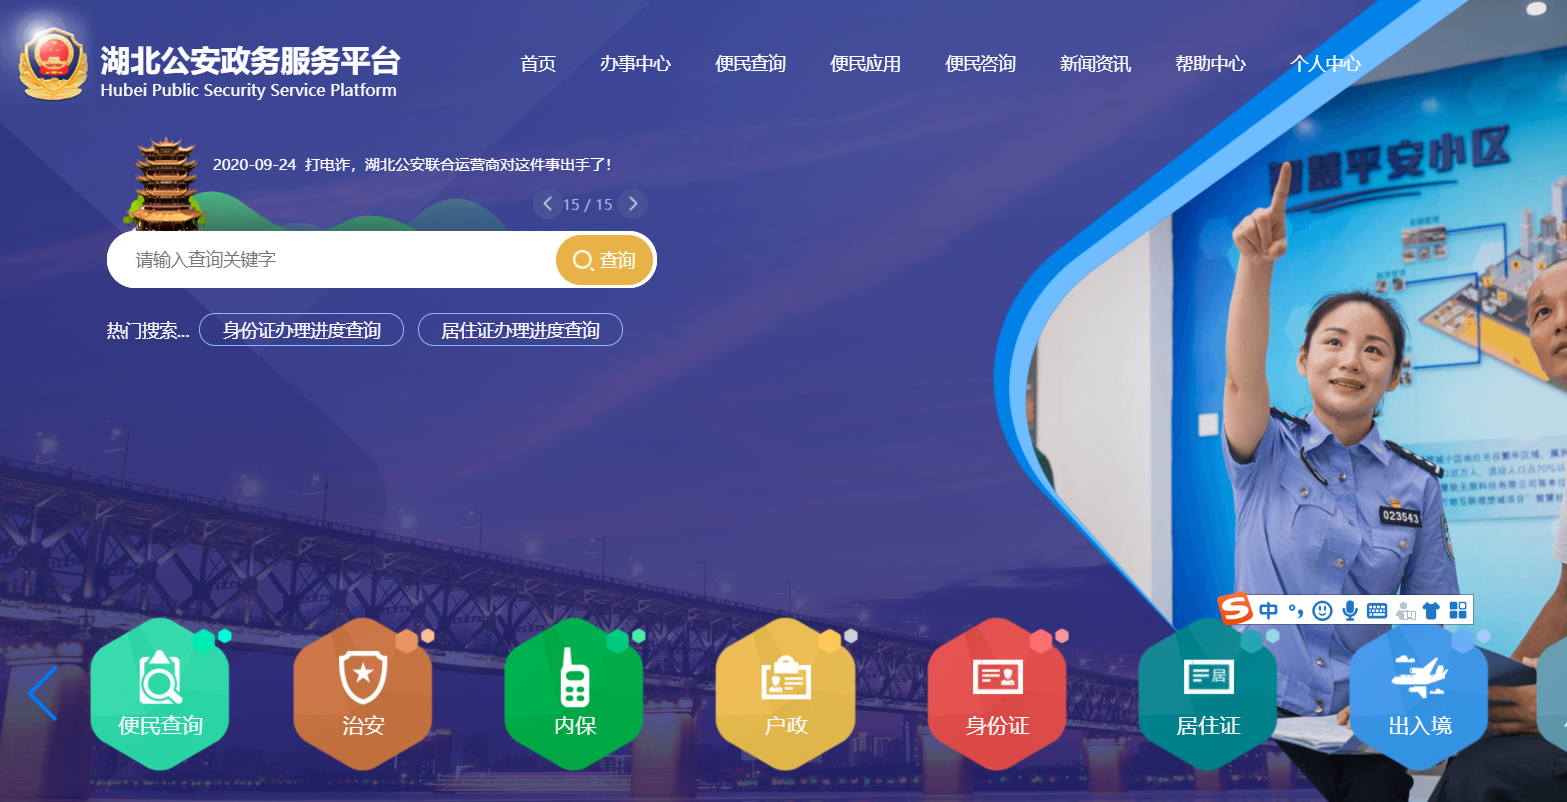 湖北公安政务服务平台
Hubei Public Security Service Platform
首页 办事中心 便民查询 便民应用 便民咨询 新闻资讯 帮助中心 个人中心
2020-09-24 打电诈，湖北公安联合运营商对这件事出手了！
15 / 15
请输入查询关键字
查询
热门搜索... 身份证办理进度查询 居住证办理进度查询
智慧平安小区
023543
中
便民查询 治安 内保 户政 身份证 居住证 出入境
居